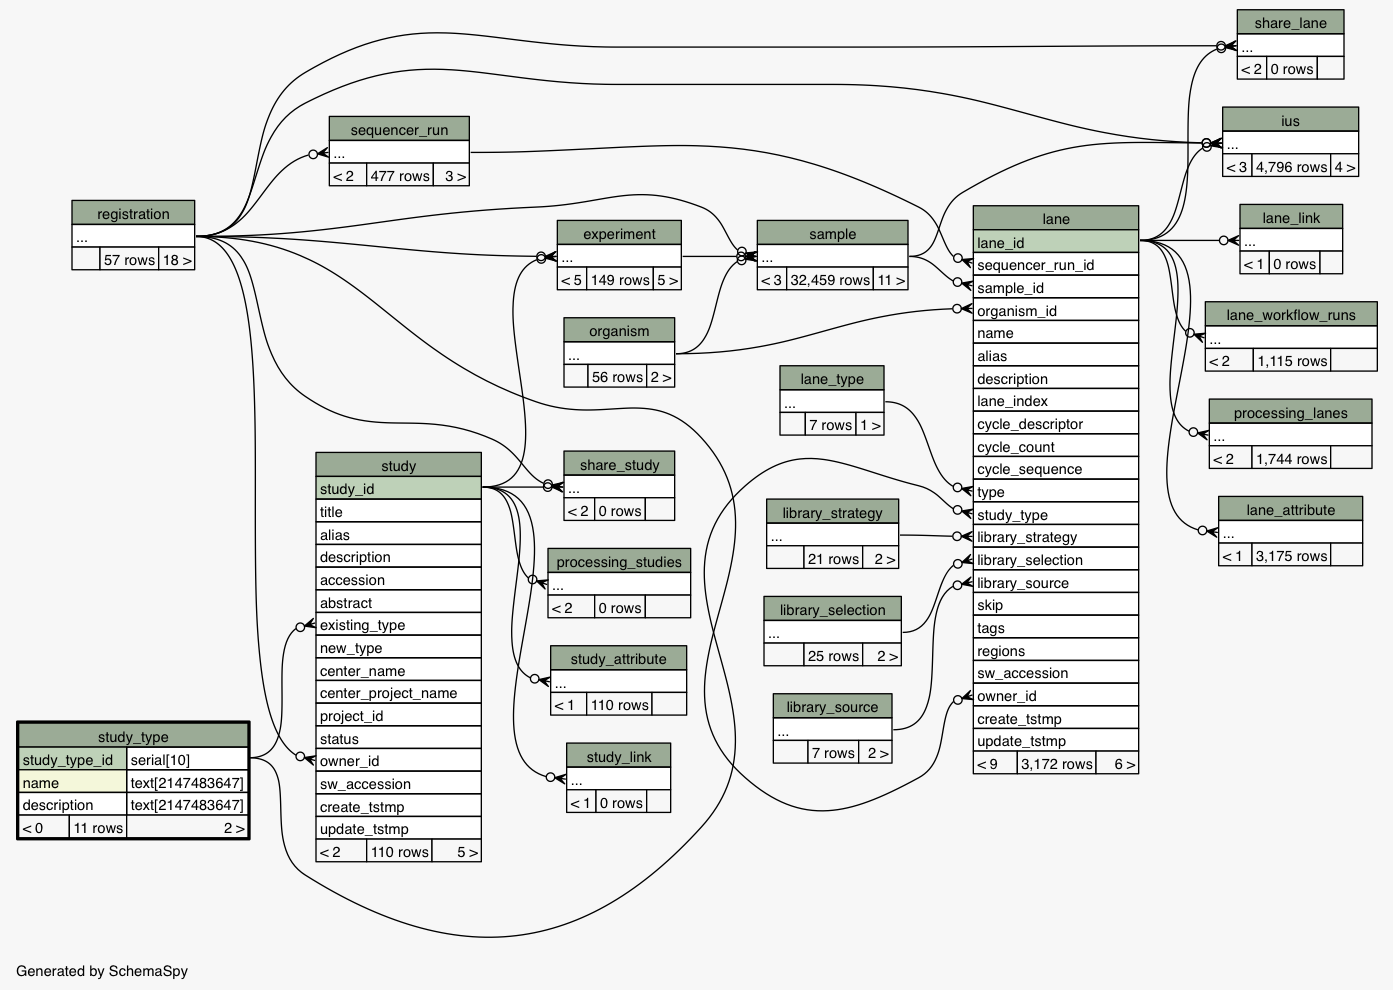 share_lane
...
< 2 0 rows
sequencer_run
...
< 2 477 rows 3 >
ius
...
< 3 4,796 rows 4 >
registration
...
57 rows 18 >
experiment
...
< 5 149 rows 5 >
sample
...
< 3 32,459 rows 11 >
organism
...
56 rows 2 >
lane_type
...
7 rows 1 >
lane
lane_id
sequencer_run_id
sample_id
organism_id
name
alias
description
lane_index
cycle_descriptor
cycle_count
cycle_sequence
type
study_type
library_strategy
library_selection
library_source
skip
tags
regions
sw_accession
owner_id
create_tstmp
update_tstmp
< 9 3,172 rows 6 >
lane_link
...
< 1 0 rows
lane_workflow_runs
...
< 2 1,115 rows
processing_lanes
...
< 2 1,744 rows
lane_attribute
...
< 1 3,175 rows
study
study_id
title
alias
description
accession
abstract
existing_type
new_type
center_name
center_project_name
project_id
status
owner_id
sw_accession
create_tstmp
update_tstmp
< 2 110 rows 5 >
share_study
...
< 2 0 rows
processing_studies
...
< 2 0 rows
study_attribute
...
< 1 110 rows
study_link
...
< 1 0 rows
library_strategy
...
21 rows 2 >
library_selection
...
25 rows 2 >
library_source
...
7 rows 2 >
study_type
study_type_id serial[10]
name text[2147483647]
description text[2147483647]
< 0 11 rows 2 >
Generated by SchemaSpy